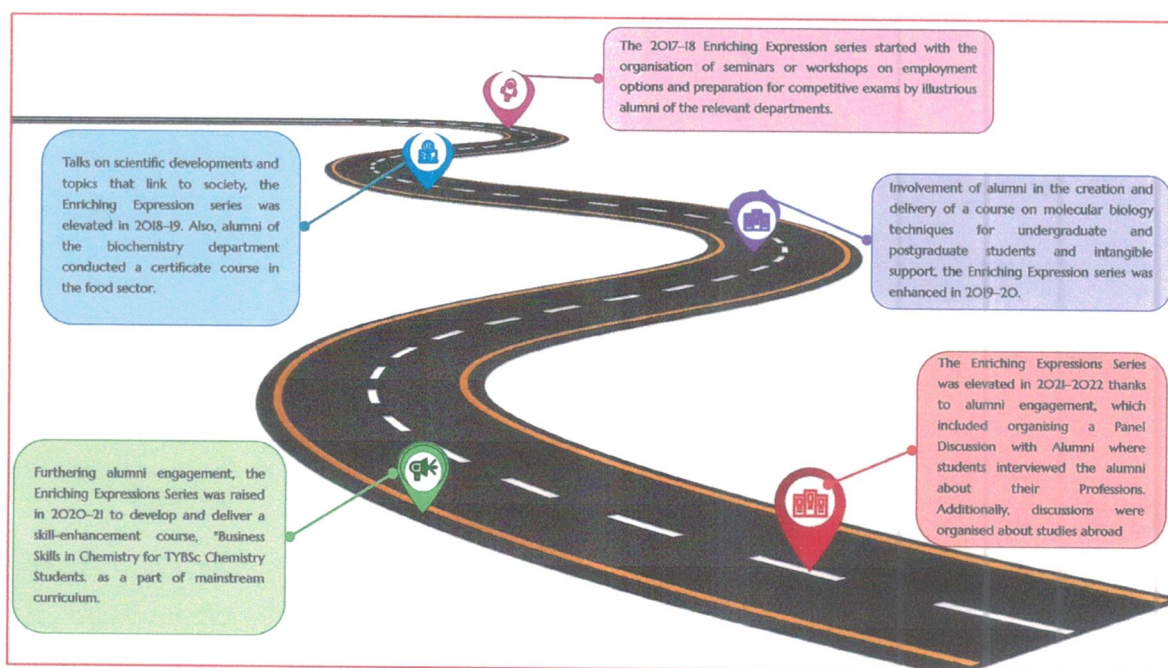 The 2017–18 Enriching Expression series started with the
organisation of seminars or workshops on employment
options and preparation for competitive exams by illustrious
alumni of the relevant departments.
Talks on scientific developments and
topics that link to society, the
Enriching Expression series was
elevated in 2018–19. Also, alumni of
the biochemistry department
conducted a certificate course in
the food sector.
Involvement of alumni in the creation and
delivery of a course on molecular biology
techniques for undergraduate and
postgraduate students and intangible
support, the Enriching Expression series was
enhanced in 2019–20.
Furthering alumni engagement, the
Enriching Expressions Series was raised
in 2020–21 to develop and deliver a
skill-enhancement course, "Business
Skills in Chemistry for TYBSc Chemistry
Students. as a part of mainstream
curriculum.
The Enriching Expressions Series
was elevated in 2021–2022 thanks
to alumni engagement, which
included organising a Panel
Discussion with Alumni where
students interviewed the alumni
about their Professions.
Additionally, discussions were
organised about studies abroad